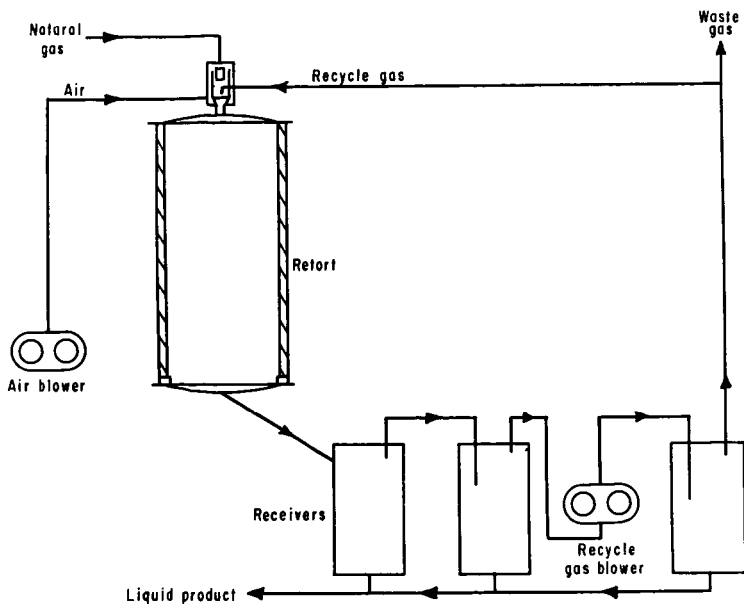 Natural
gas
Waste
gas
Recycle gas
Air
Retort
Air blower
Receivers
Recycle
gas blower
Liquid product